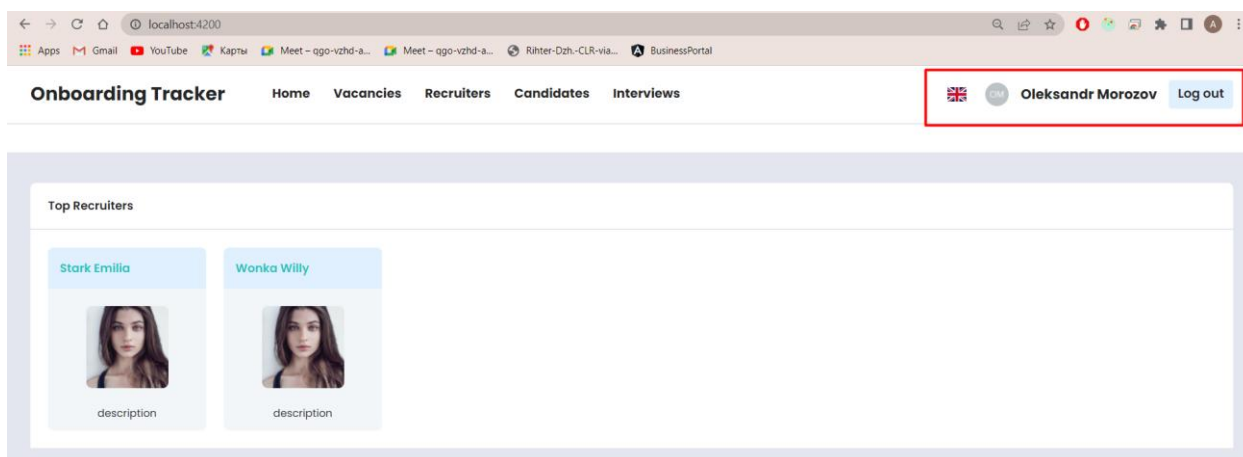 localhost:4200
Apps Gmail YouTube Карты Meet – qgo-vzhd-a... Meet – qgo-vzhd-a... Rihter-Dzh.-CLR-via... BusinessPortal A
Onboarding Tracker Home Vacancies Recruiters Candidates Interviews OM Oleksandr Morozov Log out
Top Recruiters
Stark Emilia Wonka Willy
description description